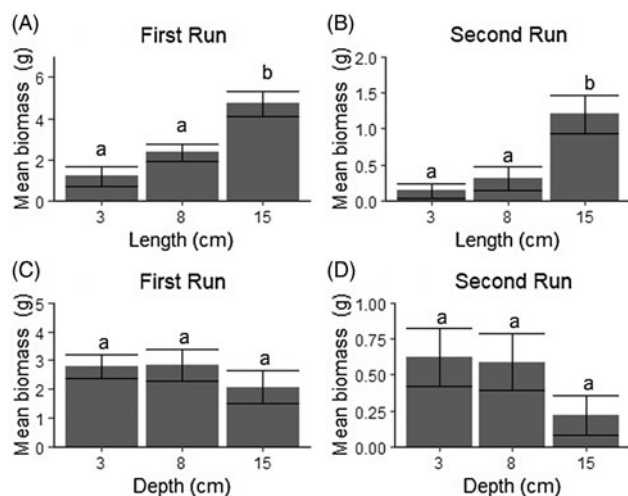 (A) First Run
Mean biomass (g)
6
4
2
0
a a b
3 8 15
Length (cm)
(B) Second Run
Mean biomass (g)
2.0
1.5
1.0
0.5
0.0
a a b
3 8 15
Length (cm)
(C) First Run
Mean biomass (g)
5
4
3
2
1
0
a a a
3 8 15
Depth (cm)
(D) Second Run
Mean biomass (g)
1.00
0.75
0.50
0.25
0.00
a a a
3 8 15
Depth (cm)